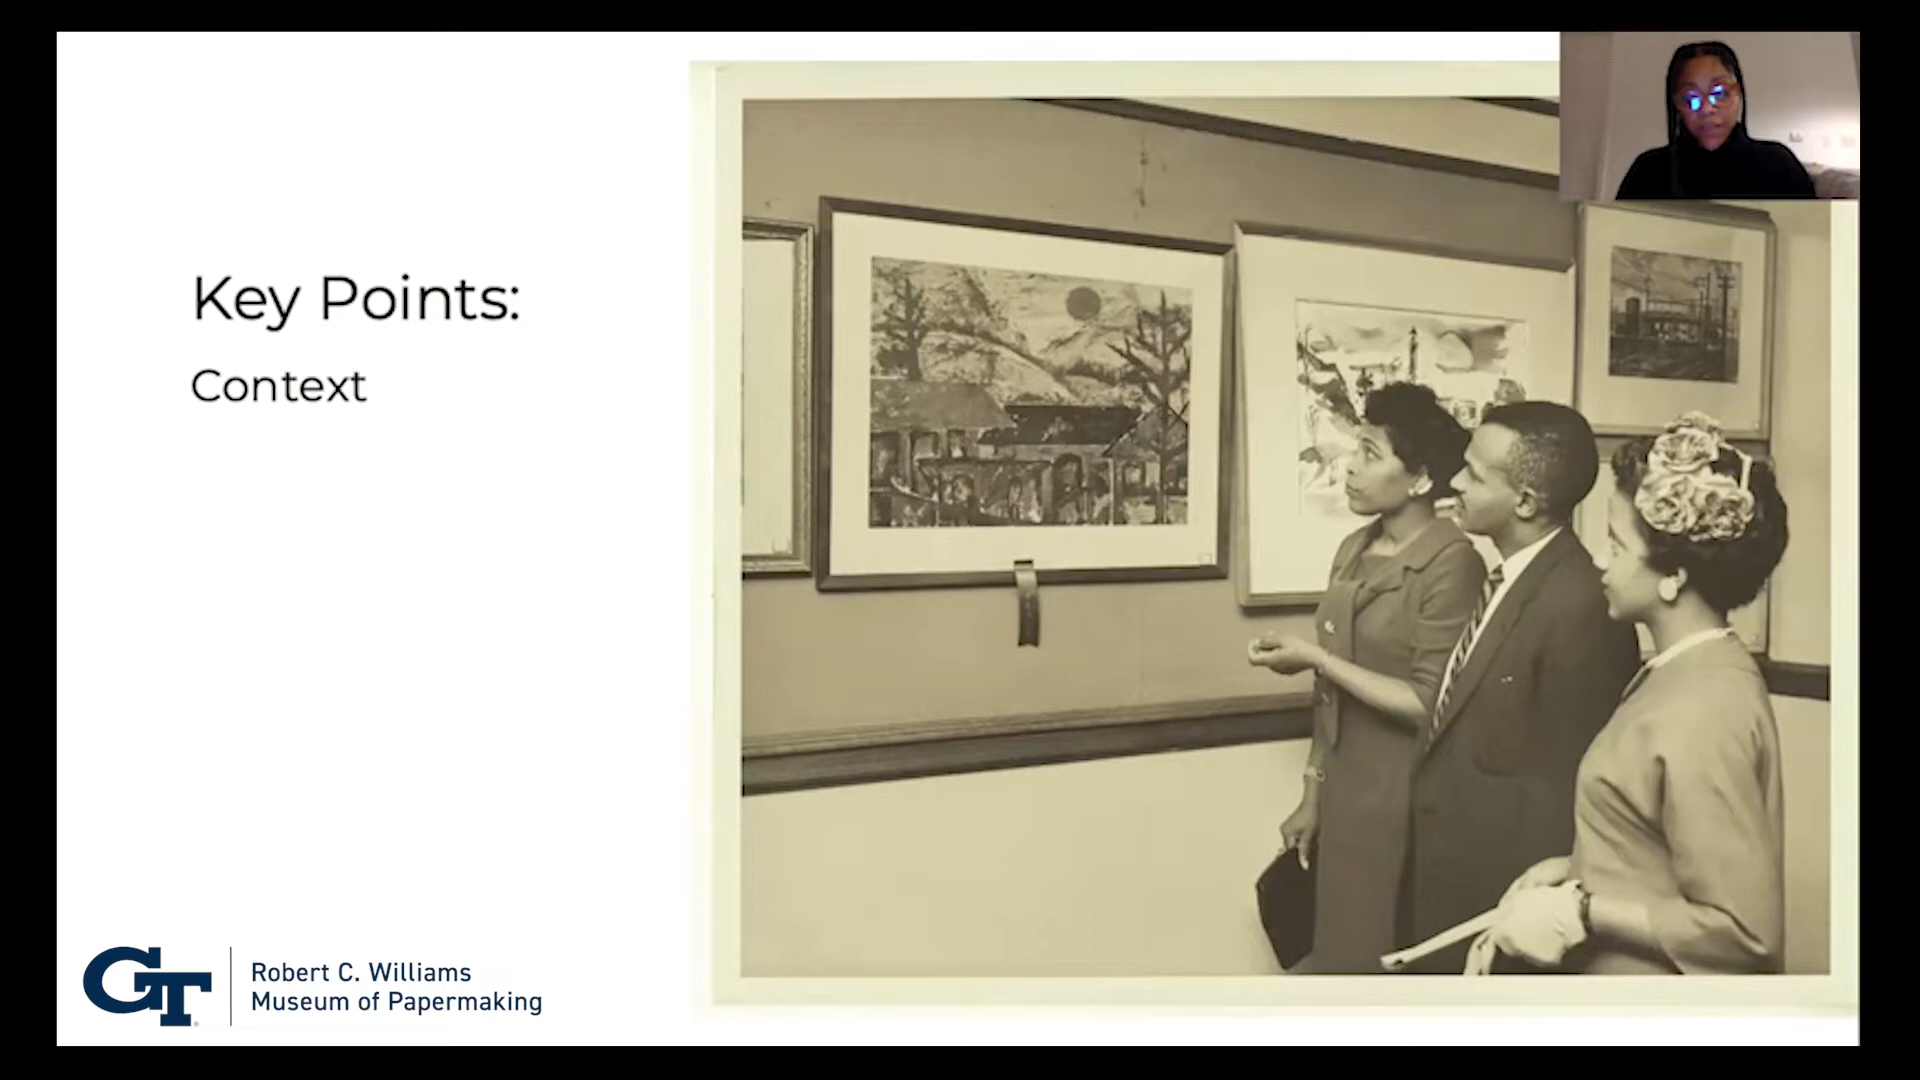 Key Points:
Context
GT
Robert C. Williams
Museum of Papermaking